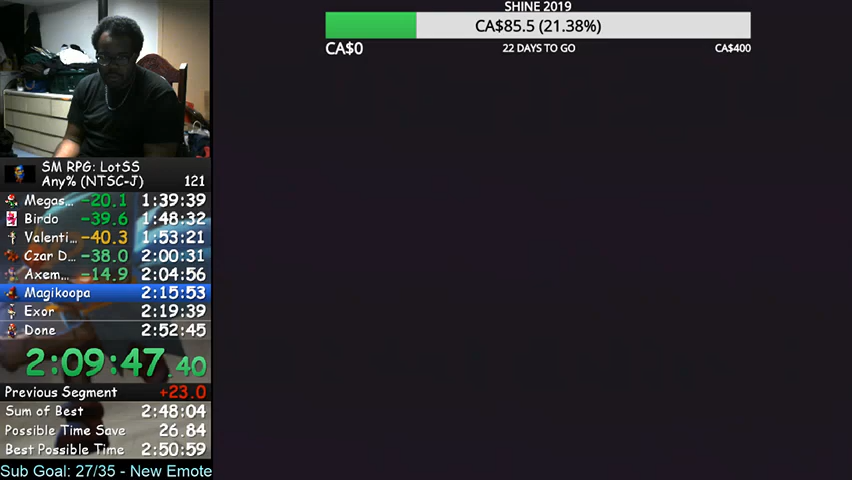 SHINE 2019
CA$85.5 (21.38%)
CA$0
22 DAYS TO GO
CA$400
SM RPG: LotSS
Any% (NTSC-J) 121
Megas... -20.1 1:39:39
Birdo -39.6 1:48:32
Valenti... -40.3 1:53:21
Czar D... -38.0 2:00:31
Axem... -14.9 2:04:56
Magikoopa 2:15:53
Exor 2:19:39
Done 2:52:45
2:09:47.40
Previous Segment +23.0
Sum of Best 2:48:04
Possible Time Save 26.84
Best Possible Time 2:50:59
Sub Goal: 27/35 - New Emote